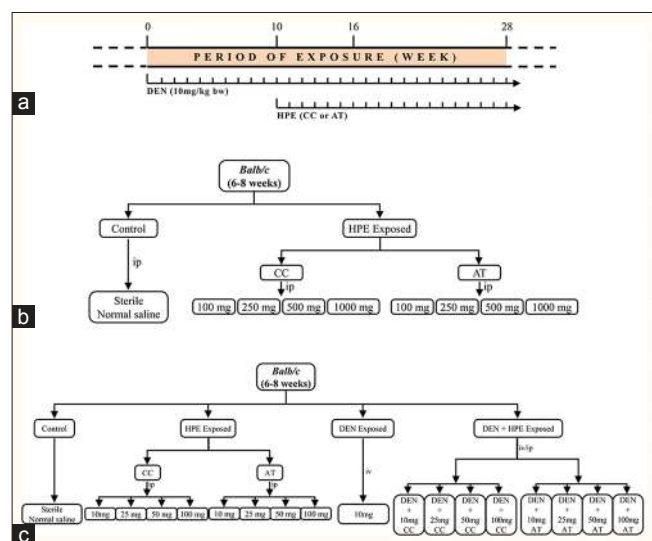 0 10 16 28
PERIOD OF EXPOSURE (WEEK)
DEN (10mg/kg bw)
HPE (CC or AT)
a
Balb/c
(6-8 weeks)
Control HPE Exposed
ip
CC AT
ip ip
Sterile
Normal saline
100 mg 250 mg 500 mg 1000 mg 100 mg 250 mg 500 mg 1000 mg
b
Balb/c
(6-8 weeks)
Control HPE Exposed DEN Exposed DEN + HPE Exposed
iv/ip
CC AT
ip ip iv
Sterile
Normal saline
10mg 25 mg 50 mg 100 mg 10 mg 25 mg 50 mg 100 mg 10mg
DEN DEN DEN DEN DEN DEN DEN DEN
+ + + + + + + +
10mg 25mg 50mg 100mg 10mg 25mg 50mg 100mg
CC CC CC CC AT AT AT AT
c